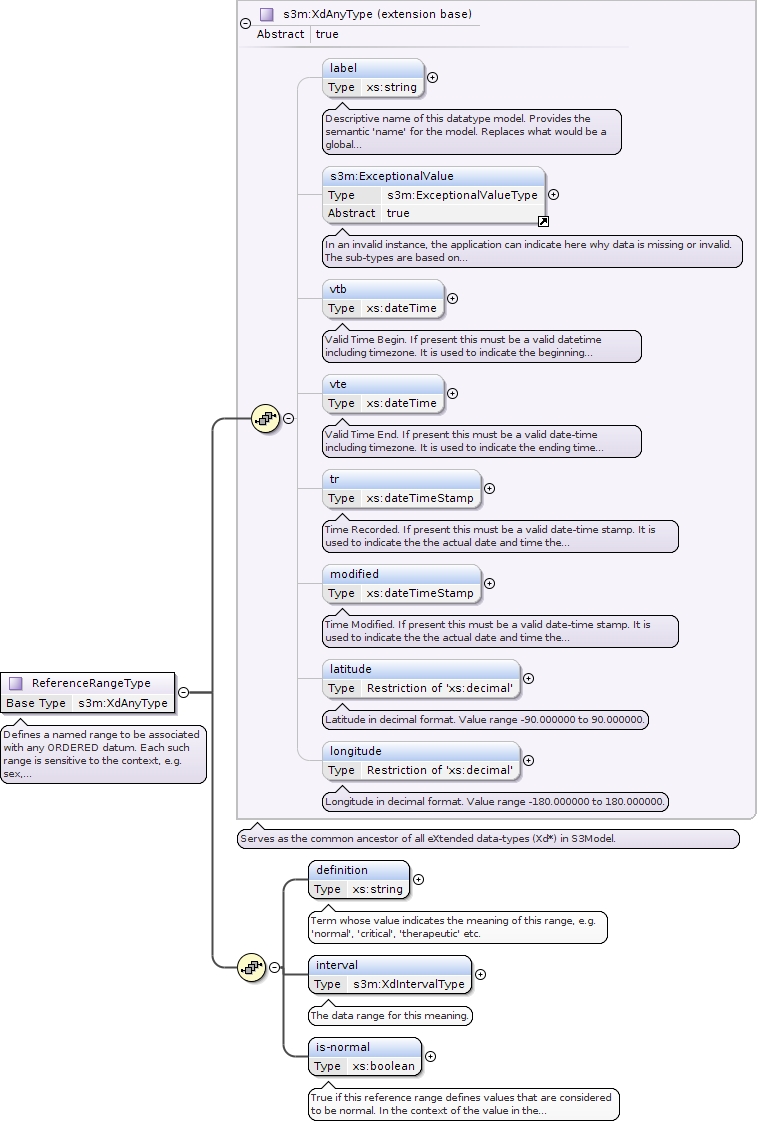 s3m:XdAnyType (extension base)
Abstract true
label
Type xs:string
Descriptive name of this datatype model. Provides the
semantic 'name' for the model. Replaces what would be a
global...
s3m:ExceptionalValue
Type s3m:ExceptionalValueType
Abstract true
In an invalid instance, the application can indicate here why data is missing or invalid.
The sub-types are based on...
vtb
Type xs:dateTime
Valid Time Begin. If present this must be a valid datetime
including timezone. It is used to indicate the beginning...
vte
Type xs:dateTime
Valid Time End. If present this must be a valid date-time
including timezone. It is used to indicate the ending time...
tr
Type xs:dateTimeStamp
Time Recorded. If present this must be a valid date-time stamp. It is
used to indicate the the actual date and time the...
modified
Type xs:dateTimeStamp
Time Modified. If present this must be a valid date-time stamp. It is
used to indicate the the actual date and time the...
latitude
Type Restriction of 'xs:decimal'
Latitude in decimal format. Value range -90.000000 to 90.000000.
longitude
Type Restriction of 'xs:decimal'
Longitude in decimal format. Value range -180.000000 to 180.000000.
Serves as the common ancestor of all eXtended data-types (Xd*) in S3Model.
ReferenceRangeType
Base Type s3m:XdAnyType
Defines a named range to be associated
with any ORDERED datum. Each such
range is sensitive to the context, e.g.
sex,...
definition
Type xs:string
Term whose value indicates the meaning of this range, e.g.
'normal', 'critical', 'therapeutic' etc.
interval
Type s3m:XdIntervalType
The data range for this meaning.
is-normal
Type xs:boolean
True if this reference range defines values that are considered
to be normal. In the context of the value in the...